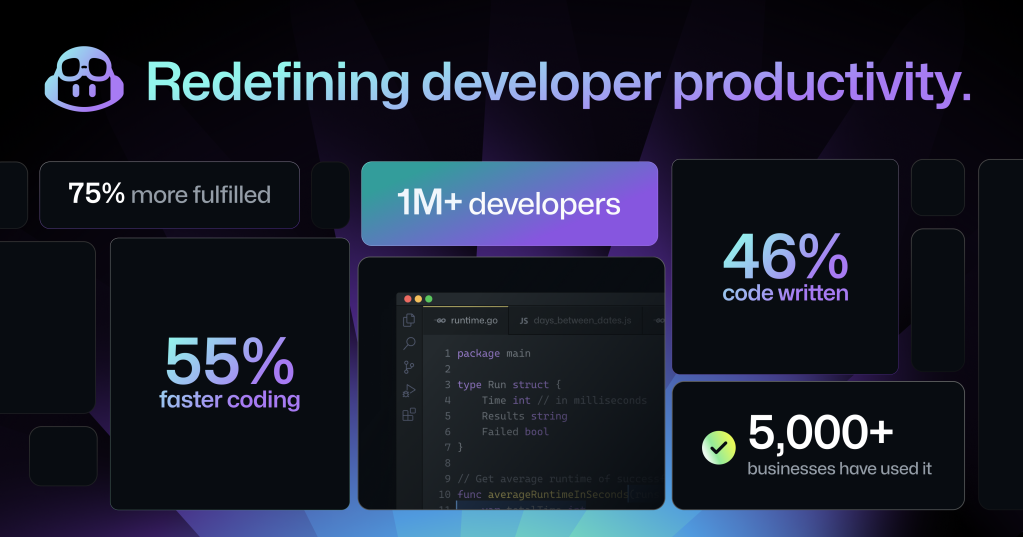 Redefining developer productivity.
75% more fulfilled
1M+ developers
46%
code written
55%
faster coding
runtime.go
JS days_between_dates.js
1 package main
2
3 type Run struct {
4 Time int // in milliseconds
5 Results string
6 Failed bool
7 }
8
9 // Get average runtime of
10 func averageRuntimeInSeconds
11
5,000+
businesses have used it